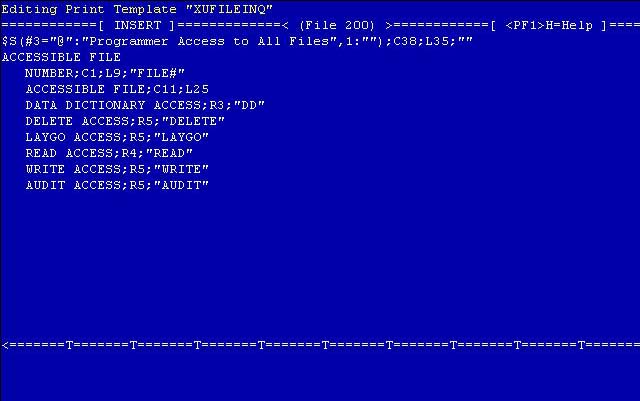 Editing Print Template "XUFILEINQ"
============[ INSERT ]=============< (File 200) >============[ <PF1>H=Help ]====
$S(#3="@":"Programmer Access to All Files",1:"");C38;L35;""
ACCESSIBLE FILE
   NUMBER;C1;L9;"FILE#"
   ACCESSIBLE FILE;C11;L25
   DATA DICTIONARY ACCESS;R3;"DD"
   DELETE ACCESS;R5;"DELETE"
   LAYGO ACCESS;R5;"LAYGO"
   READ ACCESS;R4;"READ"
   WRITE ACCESS;R5;"WRITE"
   AUDIT ACCESS;R5;"AUDIT"
<=======T=======T=======T=======T=======T=======T=======T=======T=======T=======